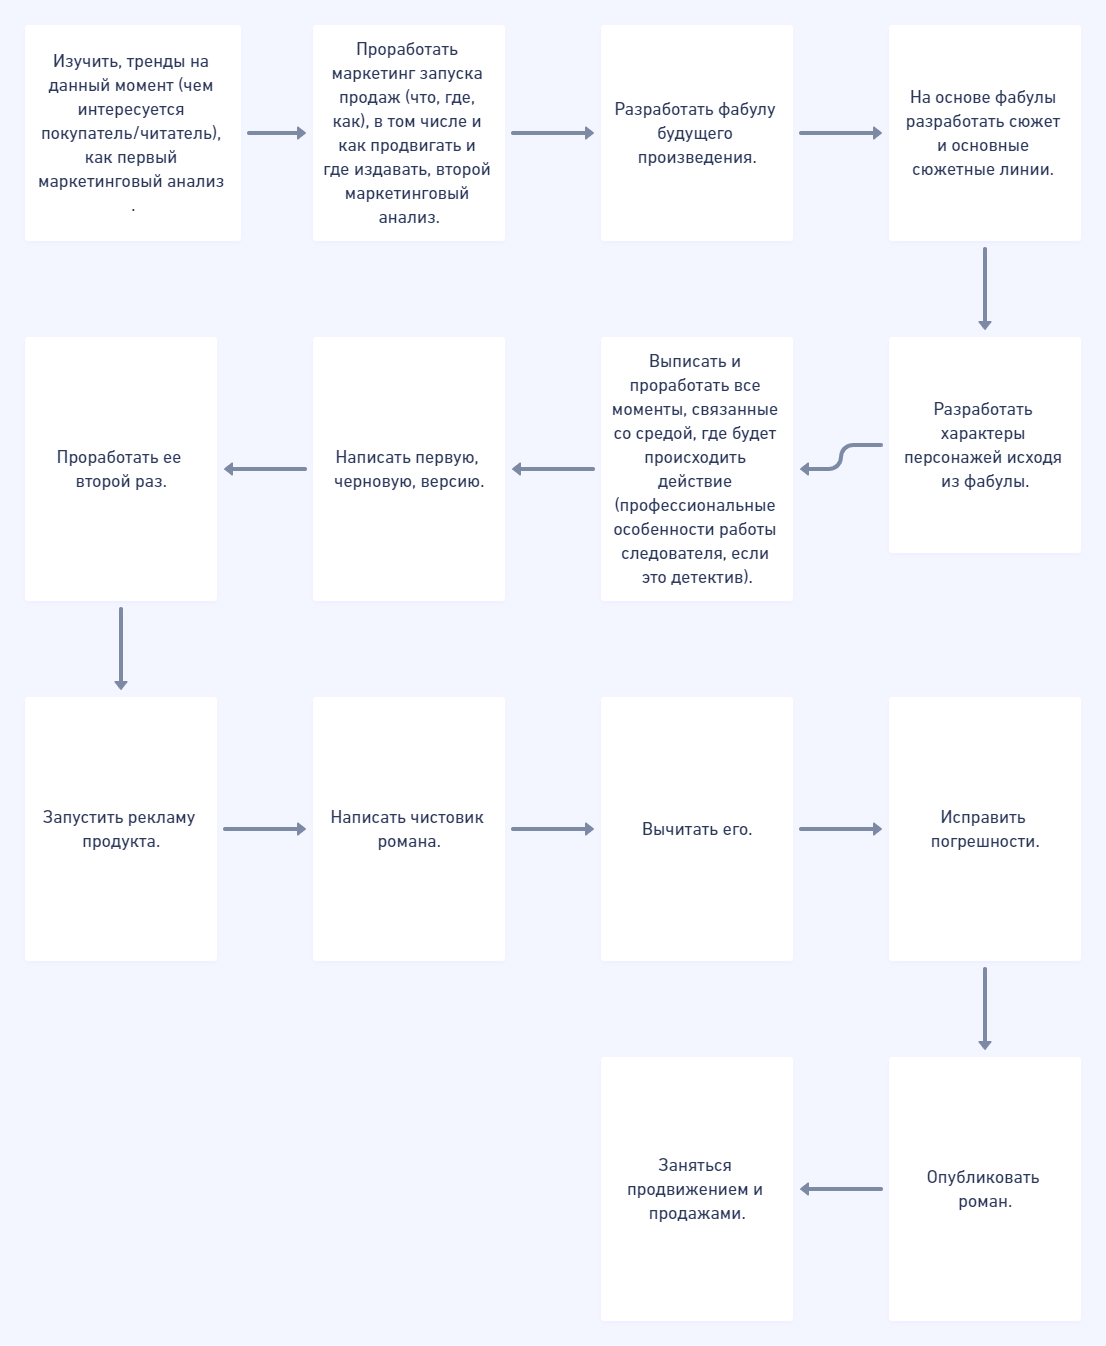 Изучить, тренды на
данный момент (чем
интересуется
покупатель/читатель),
как первый
маркетинговый анализ
.
Проработать
маркетинг запуска
продаж (что, где,
как), в том числе и
как продвигать и
где издавать, второй
маркетинговый
анализ.
Разработать фабулу
будущего
произведения.
На основе фабулы
разработать сюжет
и основные
сюжетные линии.
Разработать
характеры
персонажей исходя
из фабулы.
Выписать и
проработать все
моменты, связанные
со средой, где будет
происходить
действие
(профессиональные
особенности работы
следователя, если
это детектив).
Написать первую,
черновую, версию.
Проработать ее
второй раз.
Запустить рекламу
продукта.
Написать чистовик
романа.
Вычитать его.
Исправить
погрешности.
Опубликовать
роман.
Заняться
продвижением и
продажами.